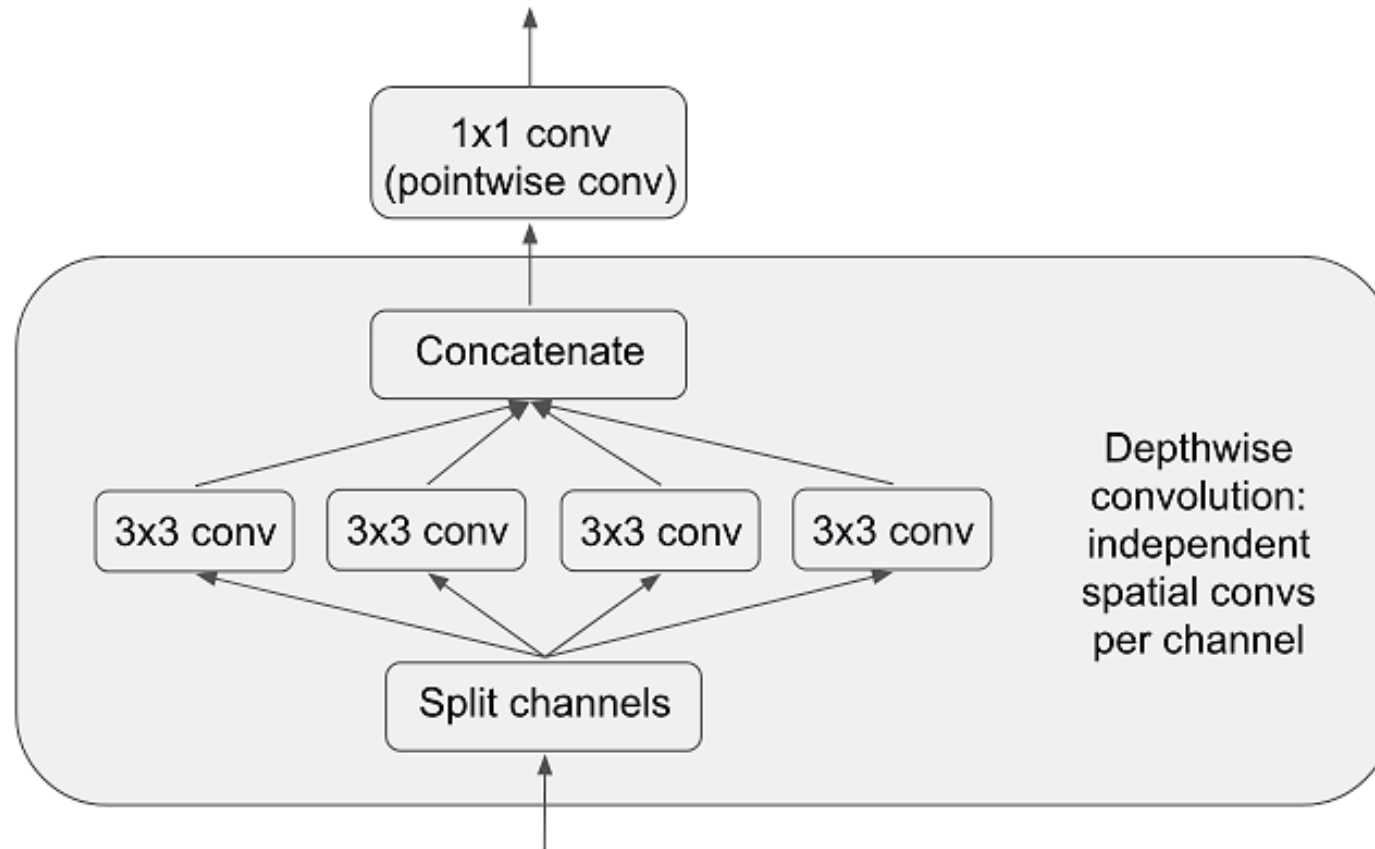 1x1 conv
(pointwise conv)
Concatenate
3x3 conv
3x3 conv
3x3 conv
3x3 conv
Depthwise
convolution:
independent
spatial convs
per channel
Split channels